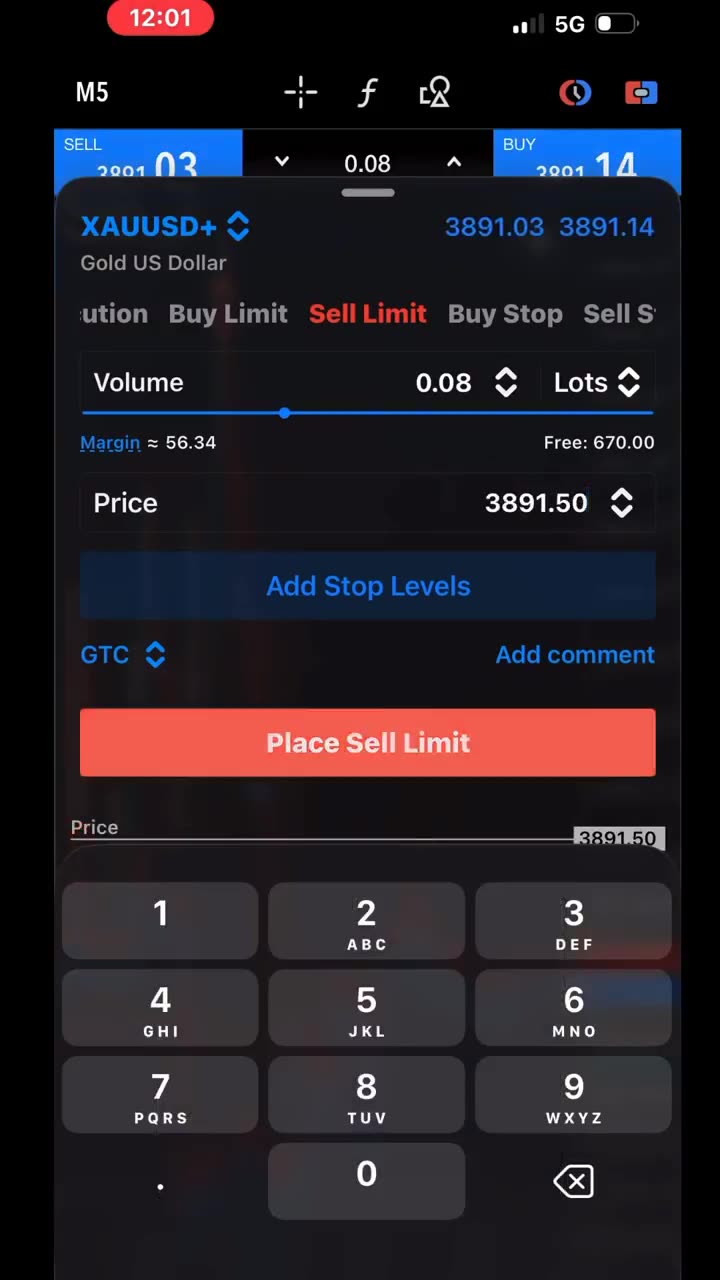 12:01
5G
M5
SELL
3891.03
0.08
BUY
3891.14
XAUUSD+
3891.03 3891.14
Gold US Dollar
ution Buy Limit Sell Limit Buy Stop Sell S
Volume 0.08 Lots
Margin ≈ 56.34 Free: 670.00
Price 3891.50
Add Stop Levels
GTC Add comment
Place Sell Limit
Price 3891.50
1 2 3
ABC DEF
4 5 6
GHI JKL MNO
7 8 9
PQRS TUV WXYZ
. 0